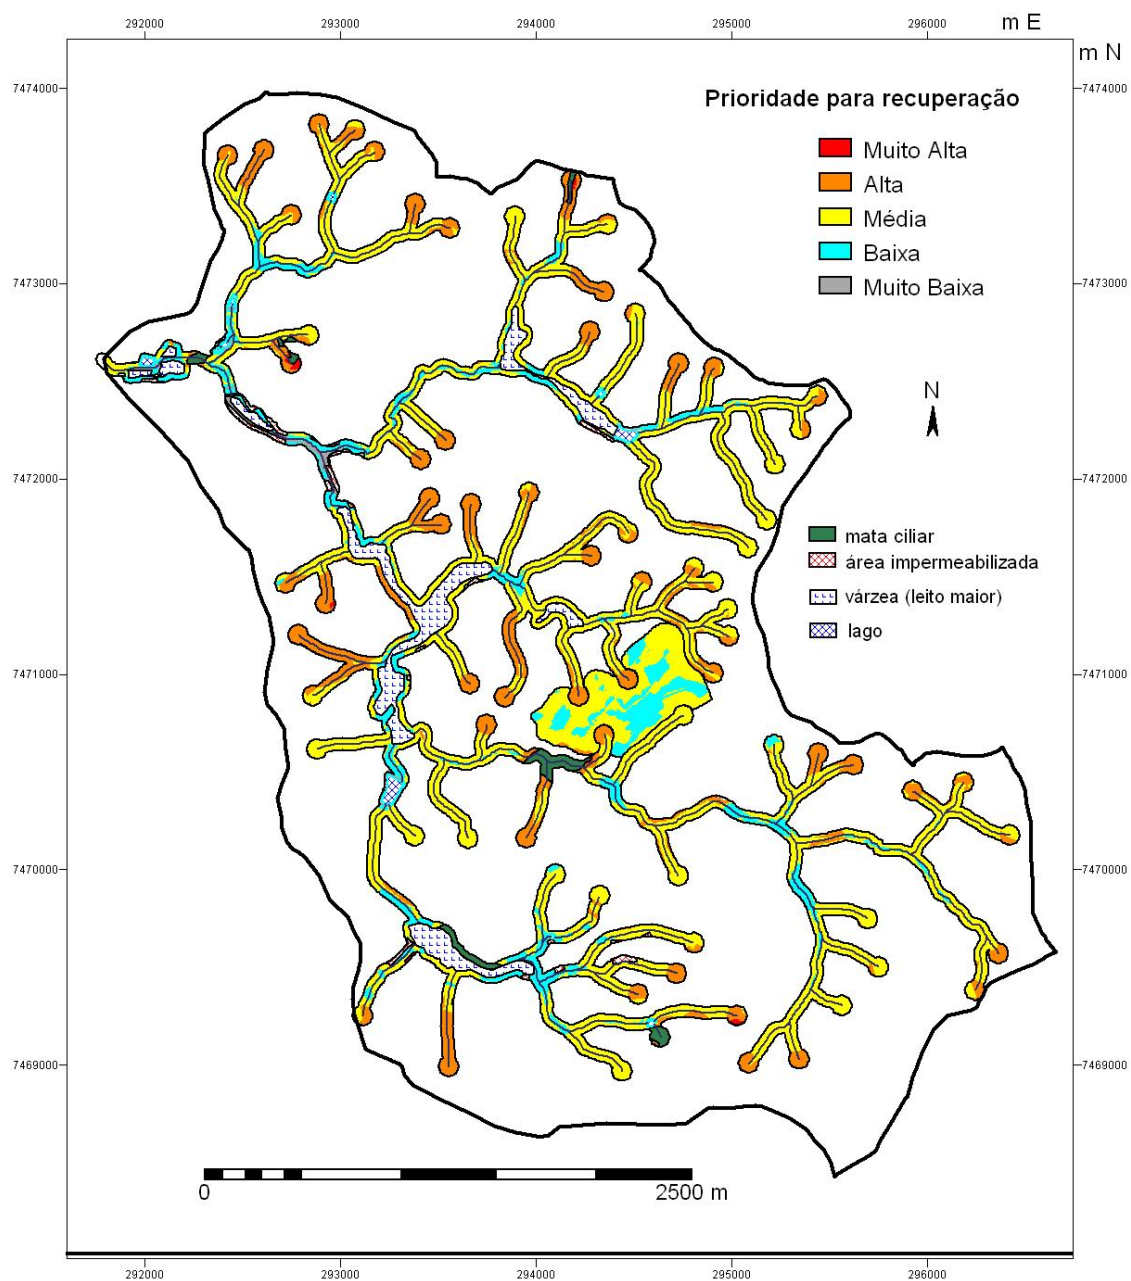 292000 293000 294000 295000 296000 m E
m N
7474000 7474000
Prioridade para recuperação
Muito Alta
Alta
Média
Baixa
Muito Baixa
7473000 7473000
N
7472000 7472000
mata ciliar
área impermeabilizada
várzea (leito maior)
lago
7471000 7471000
7470000 7470000
7469000 7469000
0 2500 m
292000 293000 294000 295000 296000